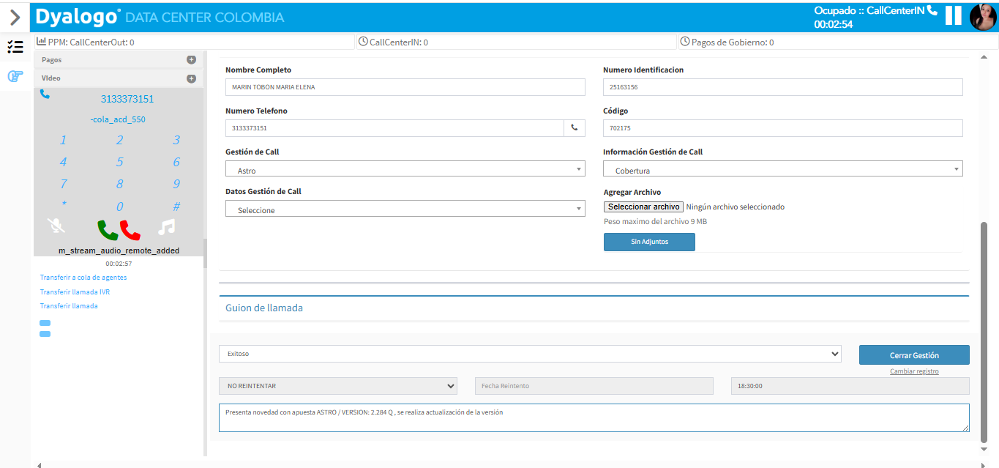 Dyalogo DATA CENTER COLOMBIA
Ocupado :: CallCenterIN
00:02:54
PPM: CallCenterOut: 0
CallCenterIN: 0
Pagos de Gobierno: 0
Pagos
VIdeo
3133373151
-cola_acd_550
1 2 3
4 5 6
7 8 9
* 0 #
m_stream_audio_remote_added
00:02:57
Transferir a cola de agentes
Transferir llamada IVR
Transferir llamada
Nombre Completo
MARIN TOBON MARIA ELENA
Numero Identificacion
25163156
Numero Telefono
3133373151
Código
702175
Gestión de Call
Astro
Información Gestión de Call
Cobertura
Datos Gestión de Call
Seleccione
Agregar Archivo
Seleccionar archivo Ningún archivo seleccionado
Peso maximo del archivo 9 MB
Sin Adjuntos
Guion de llamada
Exitoso
Cerrar Gestión
Cambiar registro
NO REINTENTAR
Fecha Reintento
18:30:00
Presenta novedad con apuesta ASTRO / VERSION: 2.284 Q , se realiza actualización de la versión